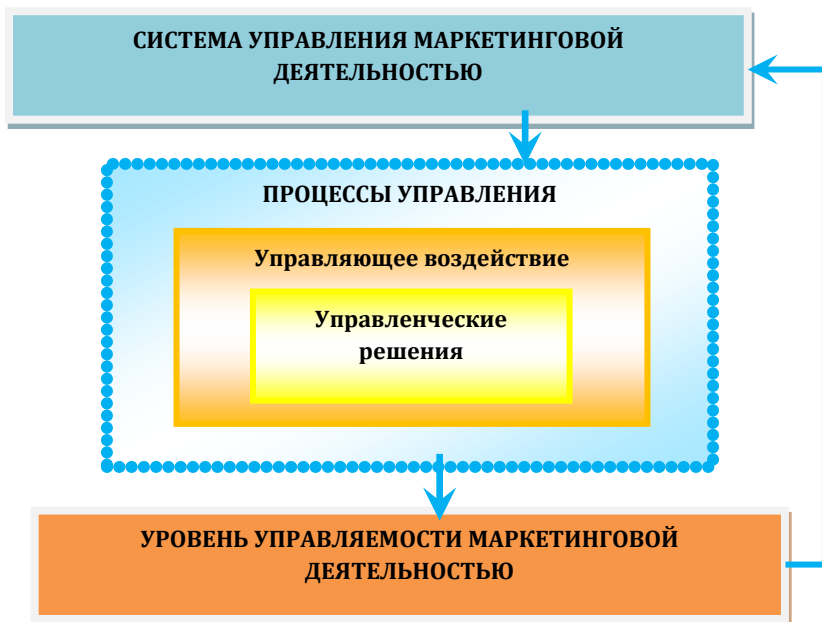 СИСТЕМА УПРАВЛЕНИЯ МАРКЕТИНГОВОЙ
ДЕЯТЕЛЬНОСТЬЮ
ПРОЦЕССЫ УПРАВЛЕНИЯ
Управляющее воздействие
Управленческие
решения
УРОВЕНЬ УПРАВЛЯЕМОСТИ МАРКЕТИНГОВОЙ
ДЕЯТЕЛЬНОСТЬЮ